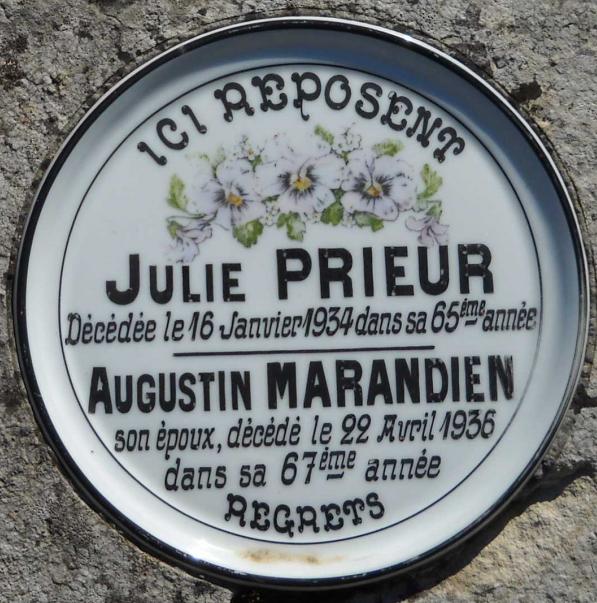 ICI REPOSENT
JULIE PRIEUR
Décédée le 16 Janvier 1934 dans sa 65ème année
AUGUSTIN MARANDIEN
son époux, décédé le 22 Avril 1936
dans sa 67ème année
REGRETS